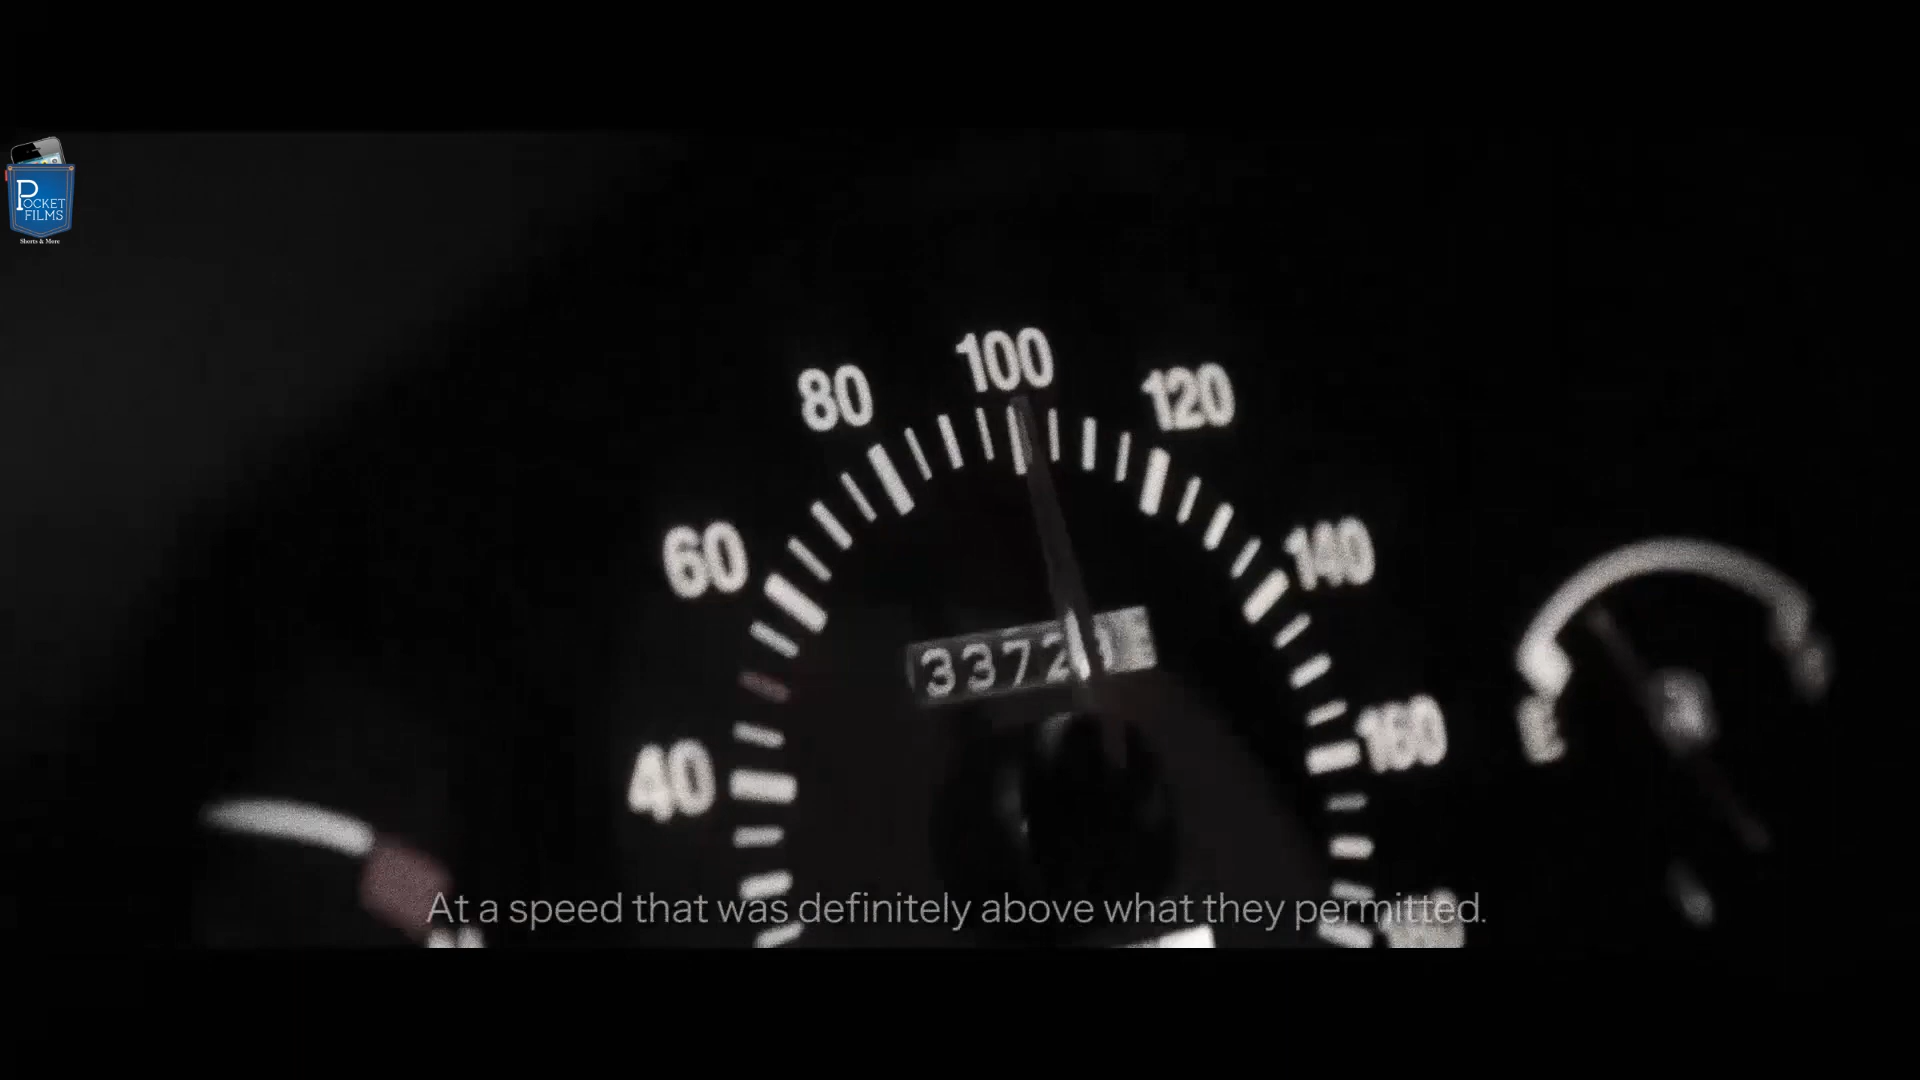 POCKET
FILMS
Shorts & More
100
80
120
60
140
3372
40
160
E
At a speed that was definitely above what they permitted.